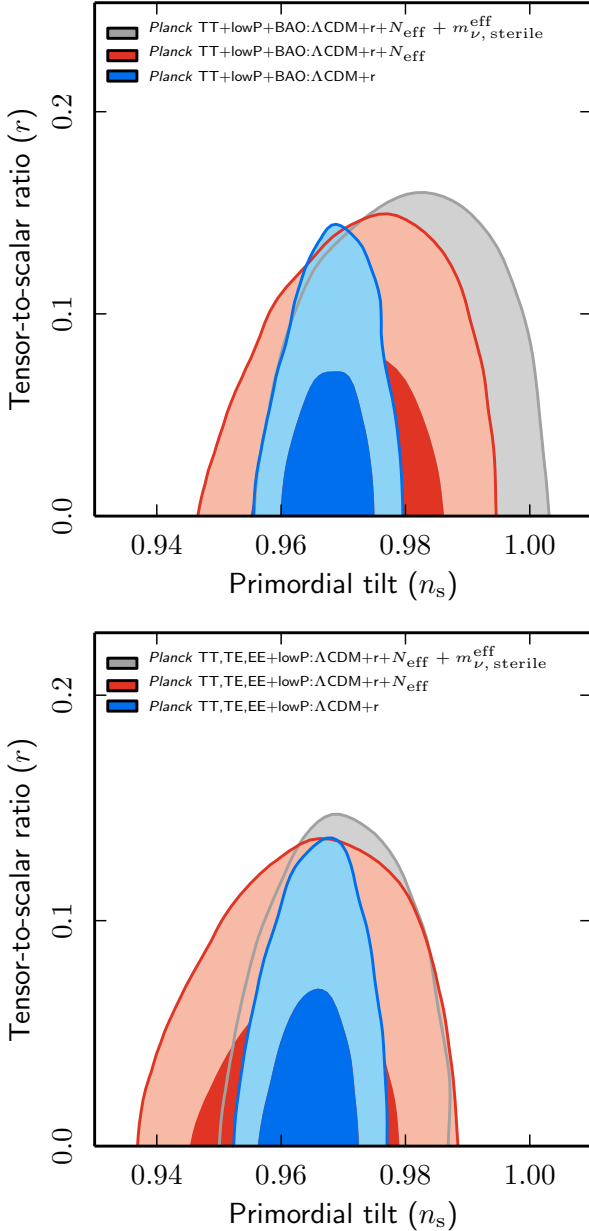 Planck TT+lowP+BAO:ΛCDM+r+N_eff + m^eff_ν, sterile
Planck TT+lowP+BAO:ΛCDM+r+N_eff
Planck TT+lowP+BAO:ΛCDM+r
Tensor-to-scalar ratio (r)
0.2
0.1
0.0
0.94 0.96 0.98 1.00
Primordial tilt (n_s)
Planck TT,TE,EE+lowP:ΛCDM+r+N_eff + m^eff_ν, sterile
Planck TT,TE,EE+lowP:ΛCDM+r+N_eff
Planck TT,TE,EE+lowP:ΛCDM+r
Tensor-to-scalar ratio (r)
0.2
0.1
0.0
0.94 0.96 0.98 1.00
Primordial tilt (n_s)